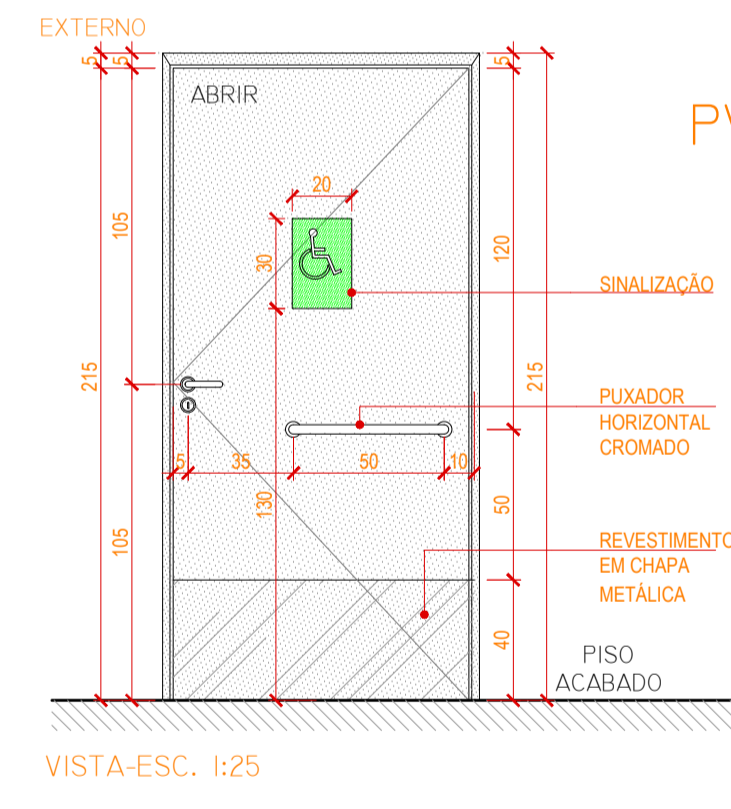 EXTERNO
5
5
5
ABRIR
20
105
120
30
SINALIZAÇÃO
215
215
PUXADOR
HORIZONTAL
CROMADO
5
35
50
10
130
50
105
REVESTIMENTO
EM CHAPA
METÁLICA
40
PISO
ACABADO
VISTA-ESC. 1:25